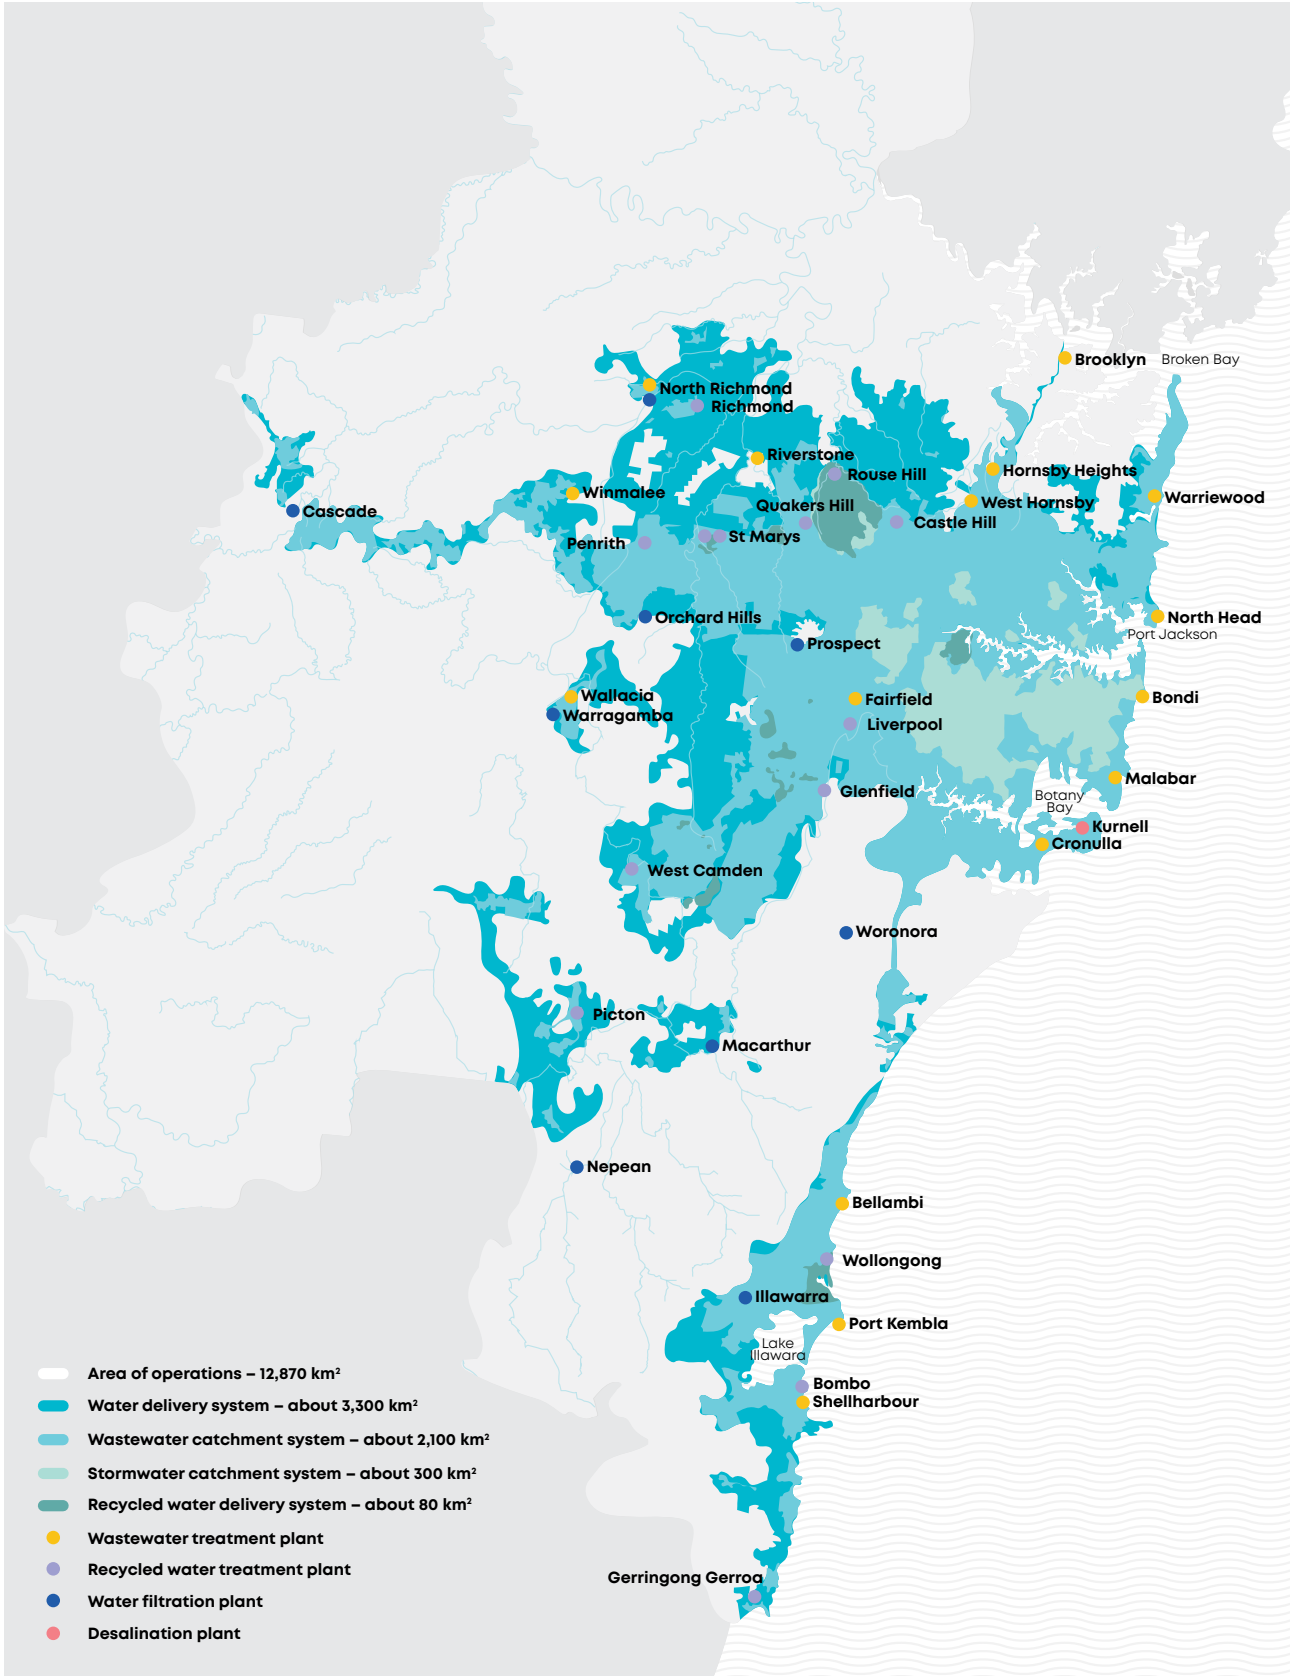 Brooklyn
Broken Bay
North Richmond
Richmond
Riverstone
Rouse Hill
Hornsby Heights
Winmalee
Quakers Hill
West Hornsby
Warriewood
Cascade
Castle Hill
Penrith
St Marys
Orchard Hills
North Head
Port Jackson
Prospect
Wallacia
Fairfield
Bondi
Warragamba
Liverpool
Malabar
Glenfield
Botany
Bay
Kurnell
Cronulla
West Camden
Woronora
Picton
Macarthur
Nepean
Bellambi
Wollongong
Illawarra
Port Kembla
Lake
Illawara
Bombo
Shellharbour
Gerringong Gerroa
Area of operations – 12,870 km²
Water delivery system – about 3,300 km²
Wastewater catchment system – about 2,100 km²
Stormwater catchment system – about 300 km²
Recycled water delivery system – about 80 km²
Wastewater treatment plant
Recycled water treatment plant
Water filtration plant
Desalination plant